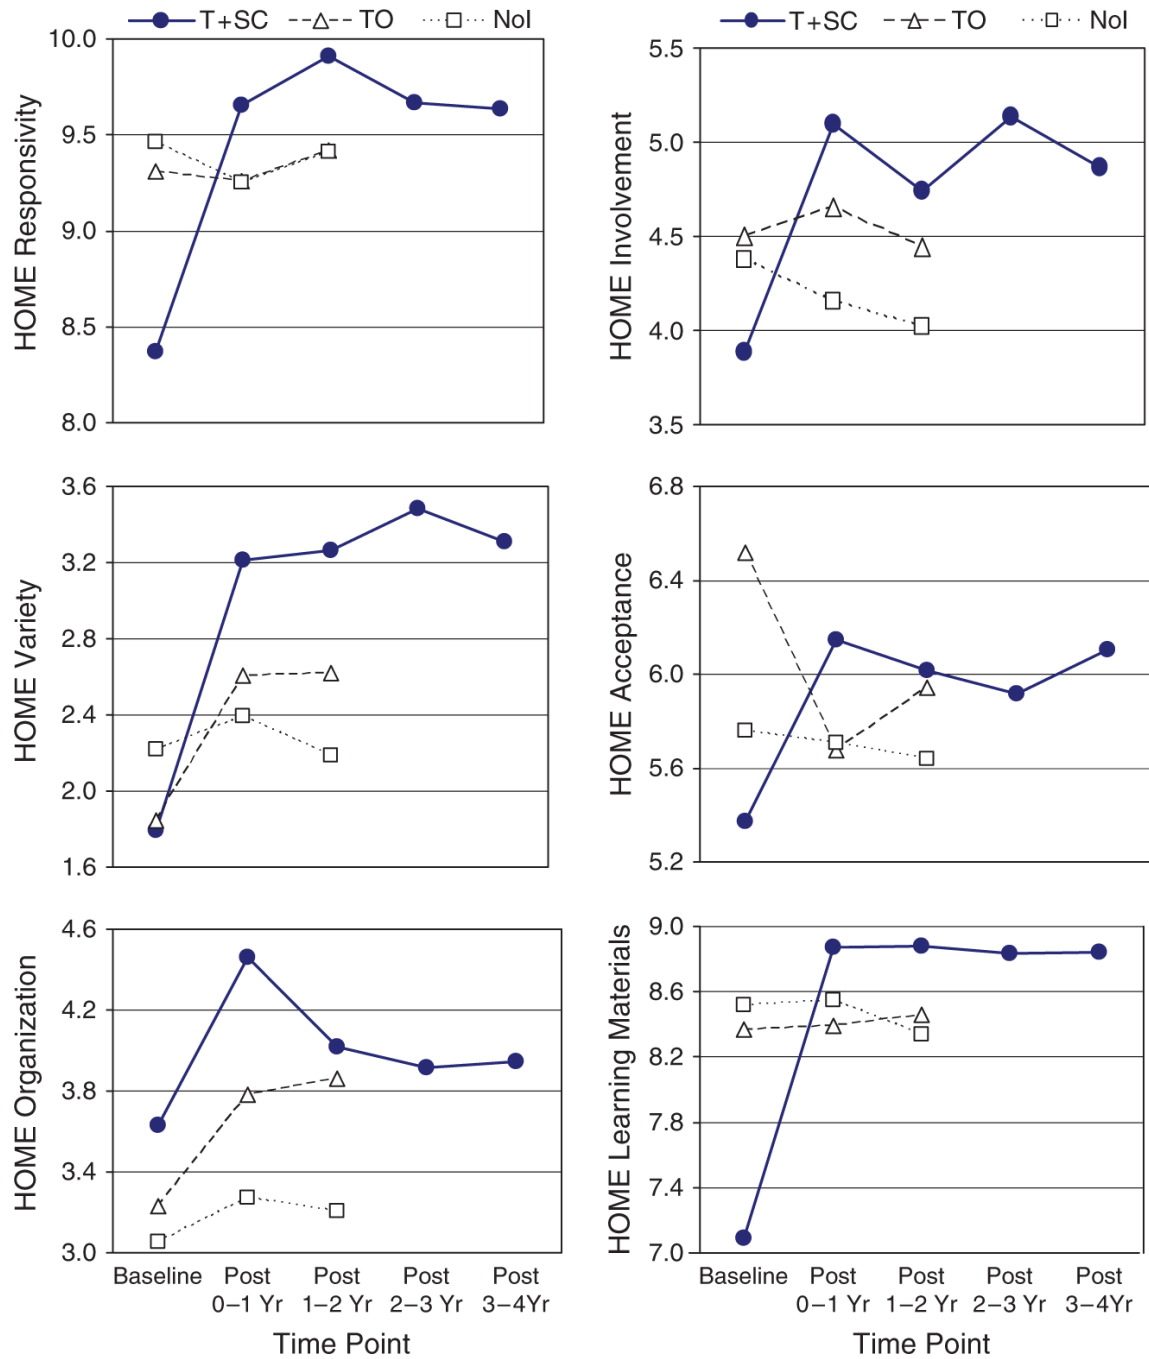 T+SC TO NoI
T+SC TO NoI
HOME Responsivity
10.0
9.5
9.0
8.5
8.0
HOME Involvement
5.5
5.0
4.5
4.0
3.5
HOME Variety
3.6
3.2
2.8
2.4
2.0
1.6
HOME Acceptance
6.8
6.4
6.0
5.6
5.2
HOME Organization
4.6
4.2
3.8
3.4
3.0
Baseline Post Post Post Post
0–1 Yr 1–2 Yr 2–3 Yr 3–4Yr
Time Point
HOME Learning Materials
9.0
8.6
8.2
7.8
7.4
7.0
Baseline Post Post Post Post
0–1 Yr 1–2 Yr 2–3 Yr 3–4Yr
Time Point